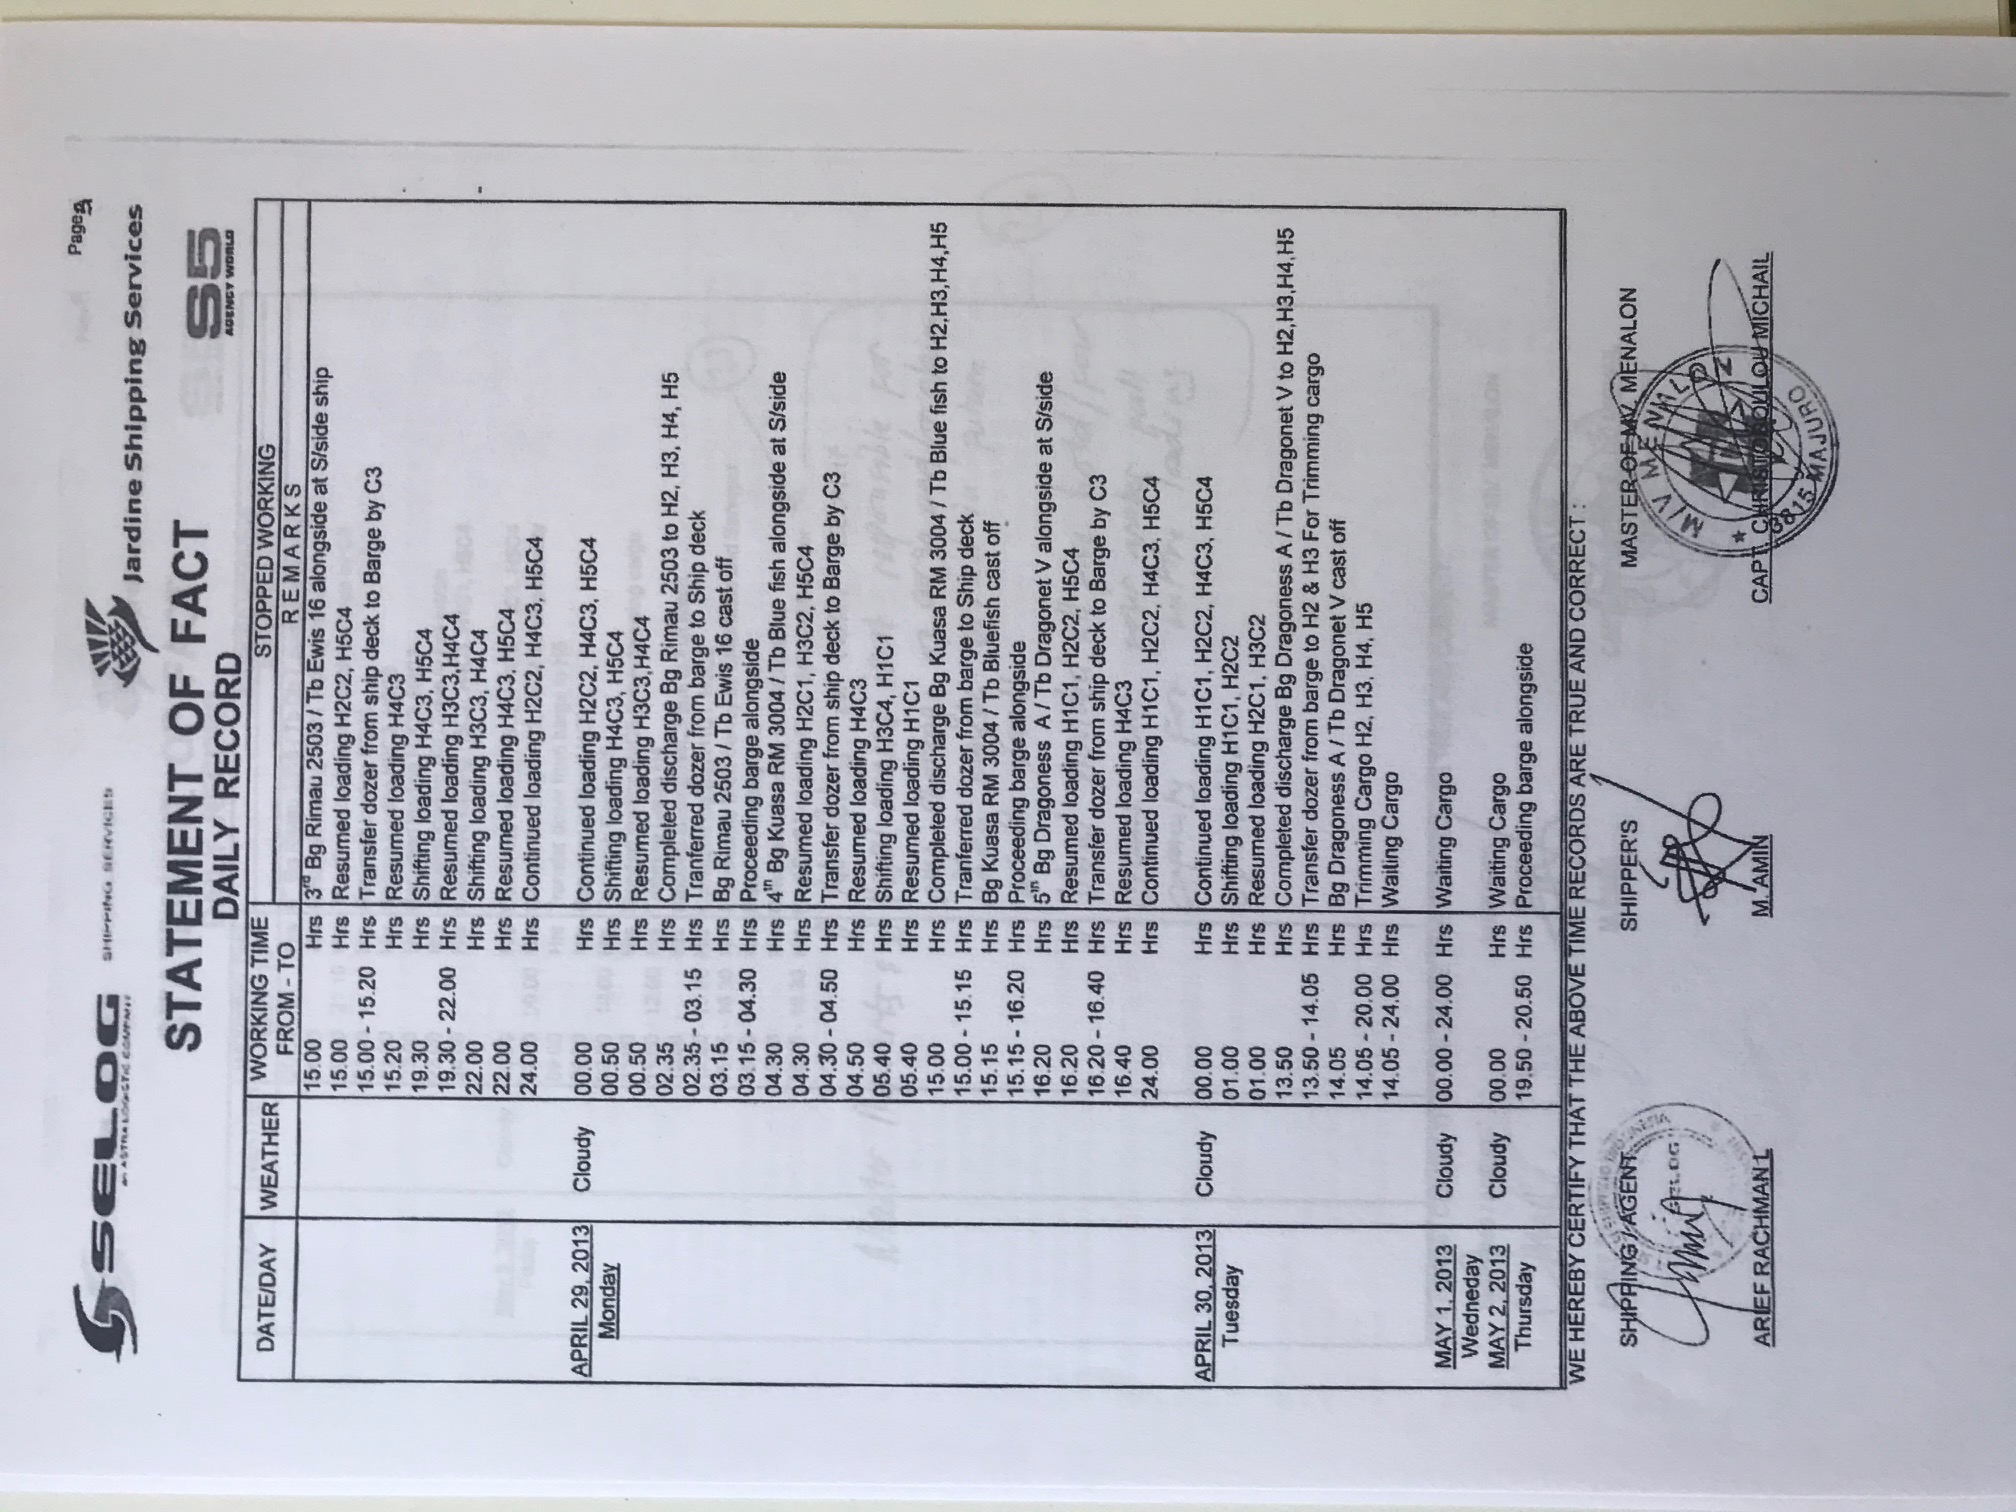 Page
SELOG
an ASTRA LOGISTIC COMPANY
SHIPPING SERVICES
Jardine Shipping Services
STATEMENT OF FACT
DAILY RECORD
S5
AGENCY WORLD
DATE/DAY WEATHER WORKING TIME FROM - TO STOPPED WORKING
REMARKS
15.00 Hrs 3rd Bg Rimau 2503 / Tb Ewis 16 alongside at S/side ship
15.00 Hrs Resumed loading H2C2, H5C4
15.00 - 15.20 Hrs Transfer dozer from ship deck to Barge by C3
15.20 Hrs Resumed loading H4C3
19.30 Hrs Shifting loading H4C3, H5C4
19.30 - 22.00 Hrs Resumed loading H3C3,H4C4
22.00 Hrs Shifting loading H3C3, H4C4
22.00 Hrs Resumed loading H4C3, H5C4
24.00 Hrs Continued loading H2C2, H4C3, H5C4
APRIL 29, 2013 Cloudy 00.00 Hrs Continued loading H2C2, H4C3, H5C4
Monday 00.50 Hrs Shifting loading H4C3, H5C4
00.50 Hrs Resumed loading H3C3,H4C4
02.35 Hrs Completed discharge Bg Rimau 2503 to H2, H3, H4, H5
02.35 - 03.15 Hrs Tranferred dozer from barge to Ship deck
03.15 Hrs Bg Rimau 2503 / Tb Ewis 16 cast off
03.15 - 04.30 Hrs Proceeding barge alongside
04.30 Hrs 4th Bg Kuasa RM 3004 / Tb Blue fish alongside at S/side
04.30 Hrs Resumed loading H2C1, H3C2, H5C4
04.30 - 04.50 Hrs Transfer dozer from ship deck to Barge by C3
04.50 Hrs Resumed loading H4C3
05.40 Hrs Shifting loading H3C4, H1C1
05.40 Hrs Resumed loading H1C1
15.00 Hrs Completed discharge Bg Kuasa RM 3004 / Tb Blue fish to H2,H3,H4,H5
15.00 - 15.15 Hrs Tranferred dozer from barge to Ship deck
15.15 Hrs Bg Kuasa RM 3004 / Tb Bluefish cast off
15.15 - 16.20 Hrs Proceeding barge alongside
16.20 Hrs 5th Bg Dragoness A / Tb Dragonet V alongside at S/side
16.20 Hrs Resumed loading H1C1, H2C2, H5C4
16.20 - 16.40 Hrs Transfer dozer from ship deck to Barge by C3
16.40 Hrs Resumed loading H4C3
24.00 Hrs Continued loading H1C1, H2C2, H4C3, H5C4
APRIL 30, 2013 Cloudy 00.00 Hrs Continued loading H1C1, H2C2, H4C3, H5C4
Tuesday 01.00 Hrs Shifting loading H1C1, H2C2
01.00 Hrs Resumed loading H2C1, H3C2
13.50 Hrs Completed discharge Bg Dragoness A / Tb Dragonet V to H2,H3,H4,H5
13.50 - 14.05 Hrs Transfer dozer from barge to H2 & H3 For Trimming cargo
14.05 Hrs Bg Dragoness A / Tb Dragonet V cast off
14.05 - 20.00 Hrs Trimming Cargo H2, H3, H4, H5
14.05 - 24.00 Hrs Waiting Cargo
MAY 1, 2013 Cloudy 00.00 - 24.00 Hrs Waiting Cargo
Wedneday
MAY 2, 2013 Cloudy 00.00 Hrs Waiting Cargo
Thursday 19.50 - 20.50 Hrs Proceeding barge alongside
WE HEREBY CERTIFY THAT THE ABOVE TIME RECORDS ARE TRUE AND CORRECT :
SHIPPING / AGENT SHIPPER'S MASTER OF MV. MENALON
SELOG
M/V MENALON
3815 MAJURO
ARIEF RACHMAN L M. AMIN CAPT. CHRISTOBOULOU MICHAIL